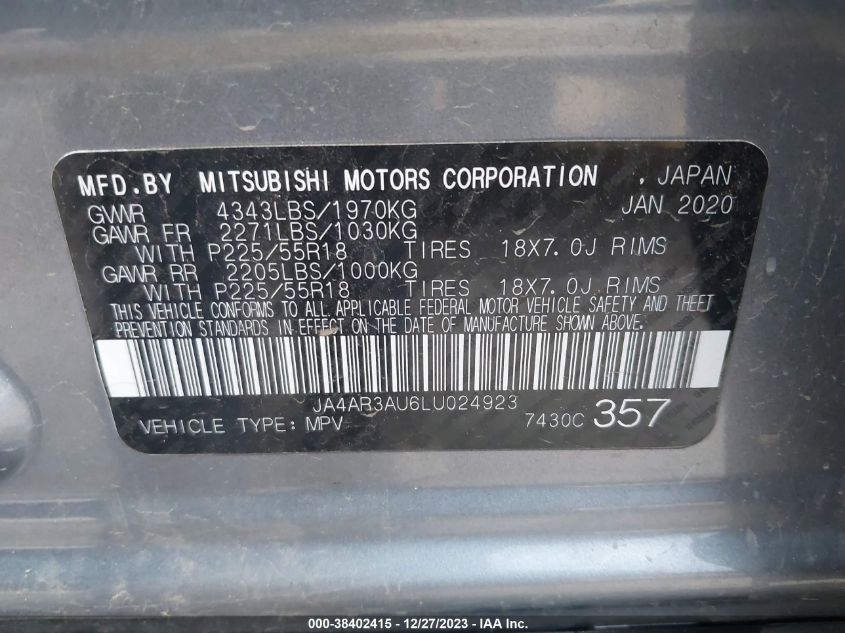 MFD.BY MITSUBISHI MOTORS CORPORATION , JAPAN
GVWR 4343LBS/1970KG JAN 2020
GAWR FR 2271LBS/1030KG
WITH P225/55R18 TIRES 18X7.0J RIMS
GAWR RR 2205LBS/1000KG
WITH P225/55R18 TIRES 18X7.0J RIMS
THIS VEHICLE CONFORMS TO ALL APPLICABLE FEDERAL MOTOR VEHICLE SAFETY AND THEFT
PREVENTION STANDARDS IN EFFECT ON THE DATE OF MANUFACTURE SHOWN ABOVE.
JA4AR3AU6LU024923
VEHICLE TYPE: MPV 7430C 357
000-38402415 - 12/27/2023 - © IAA, Inc.